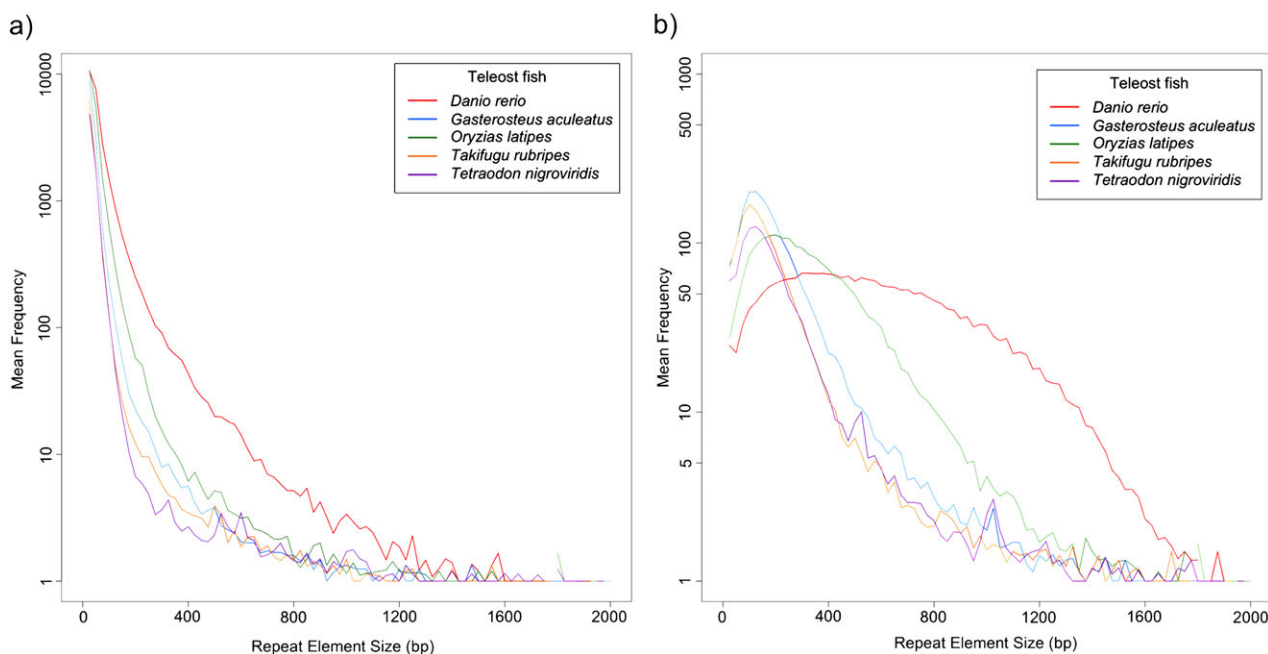 a)
Mean Frequency
10000
1000
100
10
1
Teleost fish
Danio rerio
Gasterosteus aculeatus
Oryzias latipes
Takifugu rubripes
Tetraodon nigroviridis
0 400 800 1200 1600 2000
Repeat Element Size (bp)
b)
Mean Frequency
1000
500
100
50
10
5
1
Teleost fish
Danio rerio
Gasterosteus aculeatus
Oryzias latipes
Takifugu rubripes
Tetraodon nigroviridis
0 400 800 1200 1600 2000
Repeat Element Size (bp)